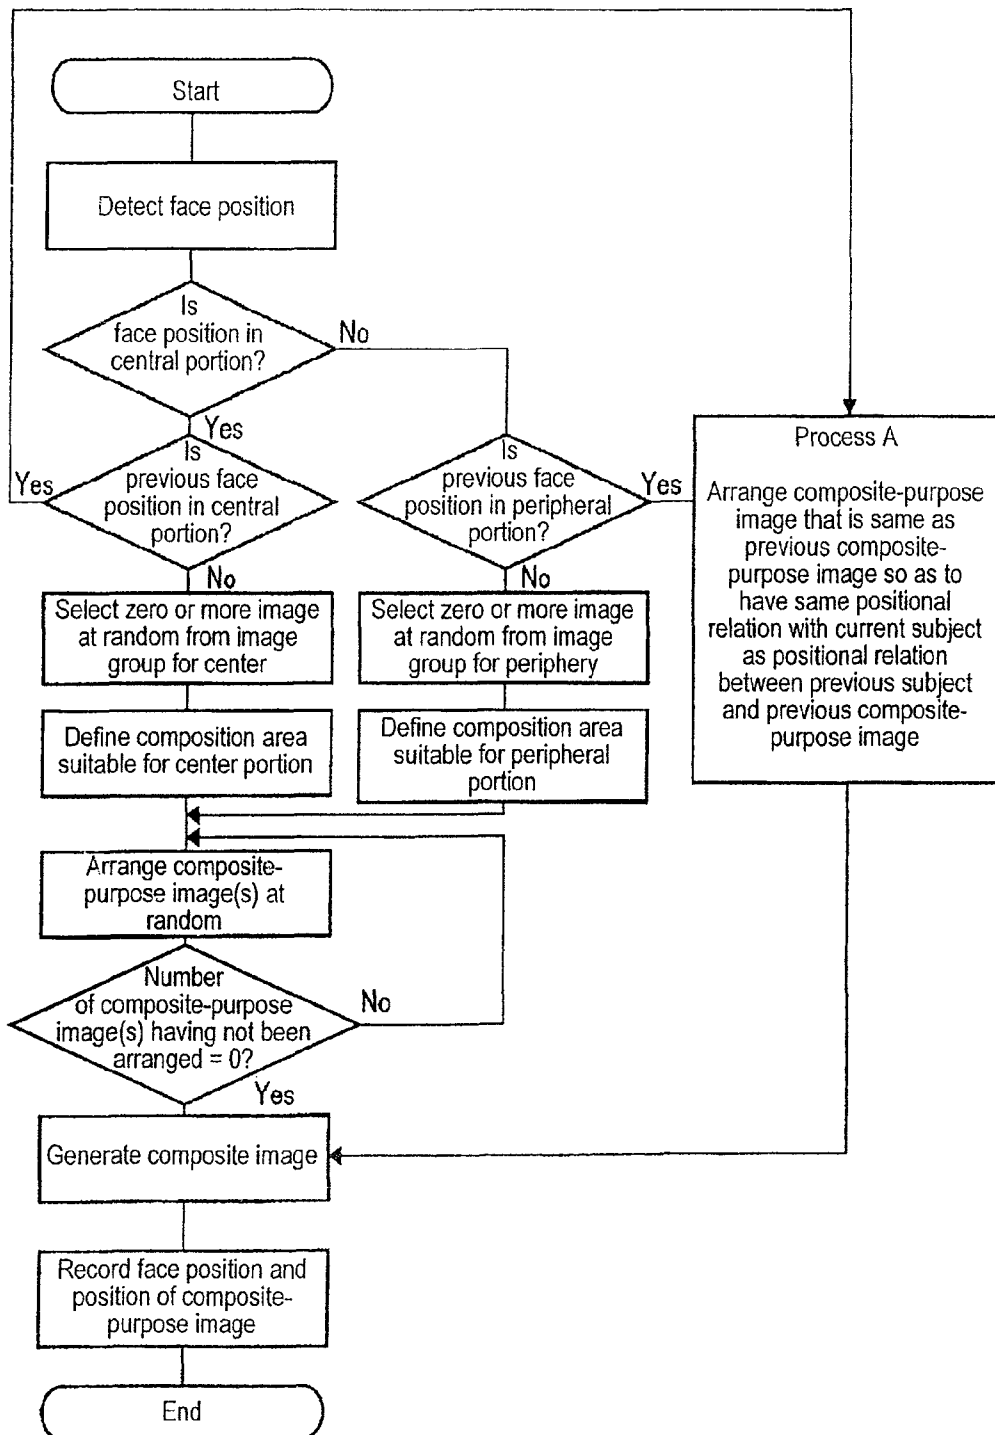 Start
Detect face position
Is
face position in
central portion?
No
Yes
Is
previous face
position in central
portion?
Yes
No
Is
previous face
position in peripheral
portion?
Yes
No
Process A
Arrange composite-purpose
image that is same as
previous composite-
purpose image so as to
have same positional
relation with current subject
as positional relation
between previous subject
and previous composite-
purpose image
Select zero or more image
at random from image
group for center
Select zero or more image
at random from image
group for periphery
Define composition area
suitable for center portion
Define composition area
suitable for peripheral
portion
Arrange composite-
purpose image(s) at
random
Number
of composite-purpose
image(s) having not been
arranged = 0?
No
Yes
Generate composite image
Record face position and
position of composite-
purpose image
End